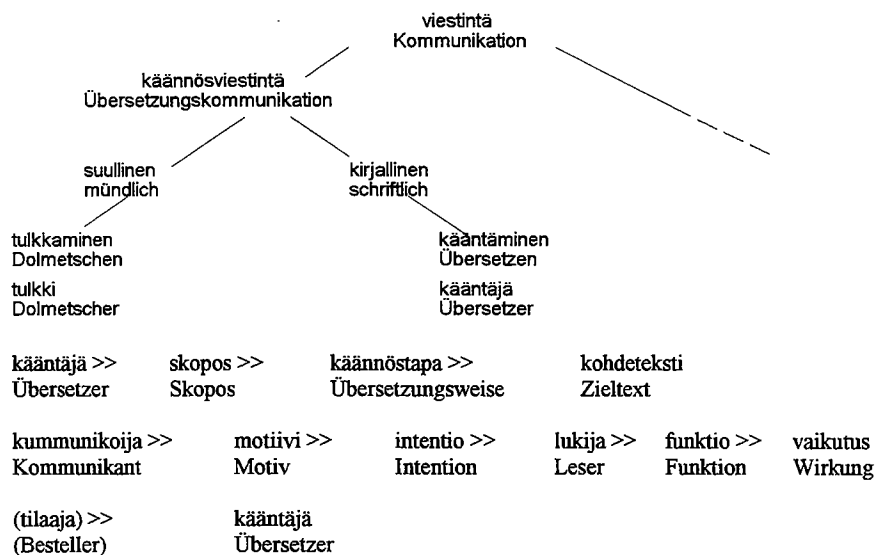 viestintä
Kommunikation
käännösviestintä
Übersetzungskommunikation
suullinen kirjallinen
mündlich schriftlich
tulkkaminen kääntäminen
Dolmetschen Übersetzen
tulkki kääntäjä
Dolmetscher Übersetzer
kääntäjä >> skopos >> käännöstapa >> kohdeteksti
Übersetzer Skopos Übersetzungsweise Zieltext
kummunikoija >> motiivi >> intentio >> lukija >> funktio >> vaikutus
Kommunikant Motiv Intention Leser Funktion Wirkung
(tilaaja) >> kääntäjä
(Besteller) Übersetzer